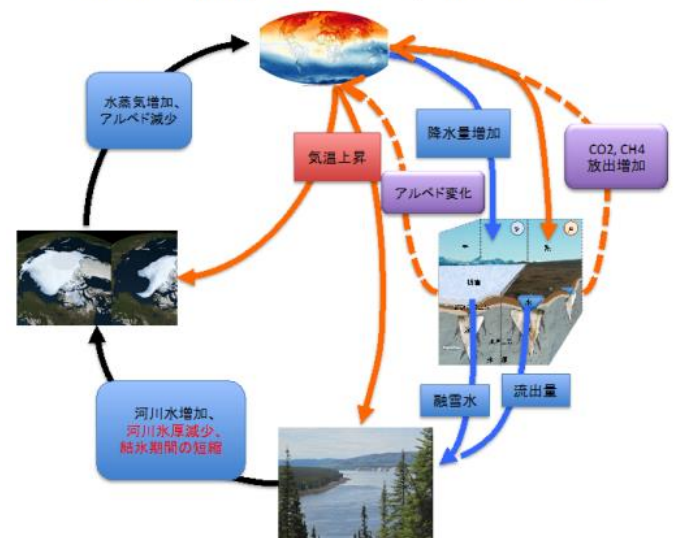 水蒸気増加、
アルベド減少
気温上昇
降水量増加
CO2, CH4
放出増加
アルベド変化
融雪水
流出量
河川水増加、
河川氷厚減少、
結氷期間の短縮